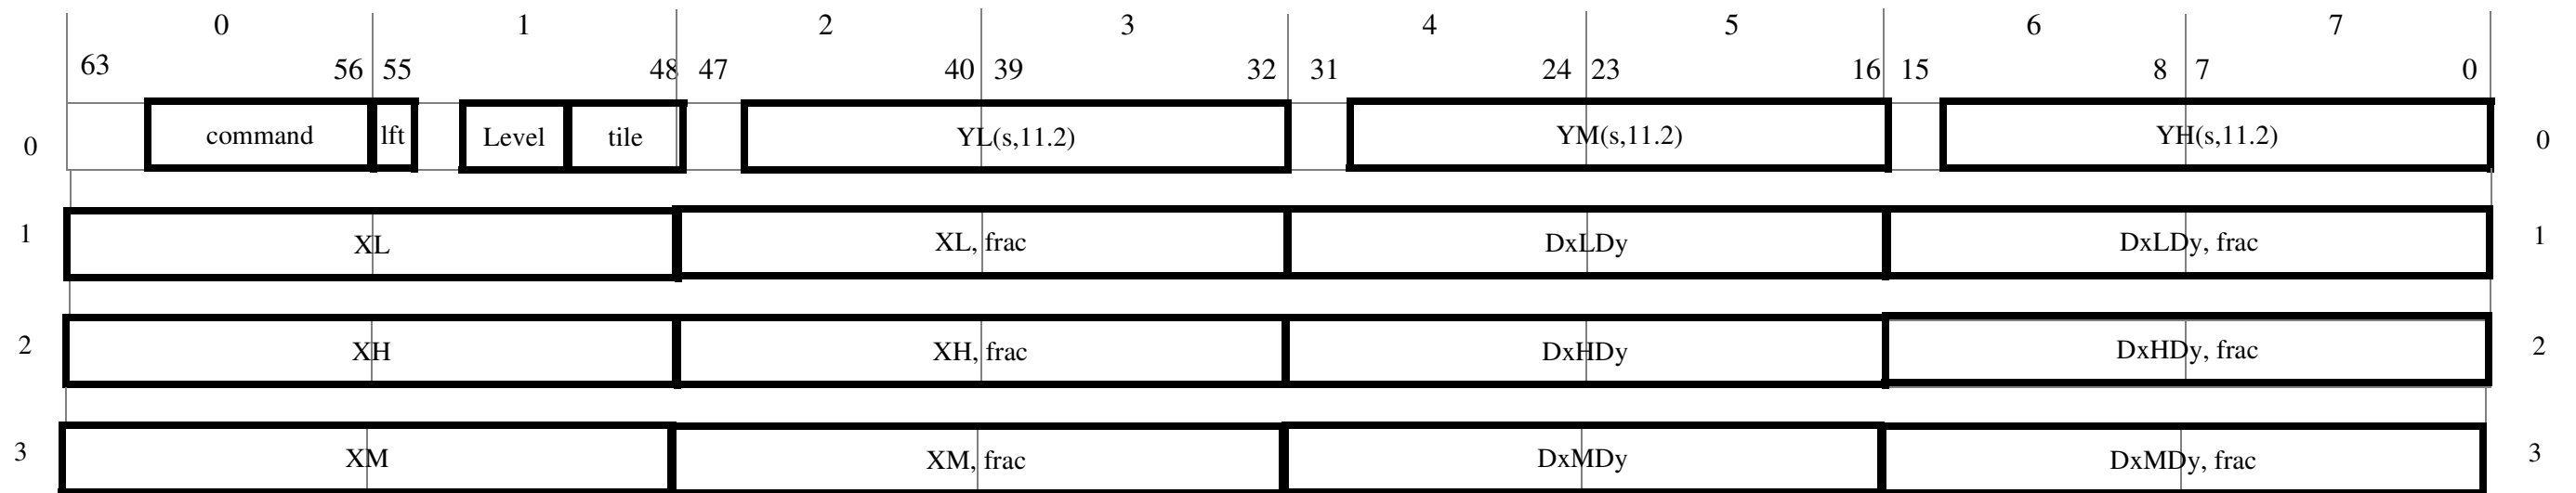 0 1 2 3 4 5 6 7
63 56 55 48 47 40 39 32 31 24 23 16 15 8 7 0
0 command lft Level tile YL(s,11.2) YM(s,11.2) YH(s,11.2) 0
1 XL XL, frac DxLDy DxLDy, frac 1
2 XH XH, frac DxHDy DxHDy, frac 2
3 XM XM, frac DxMDy DxMDy, frac 3